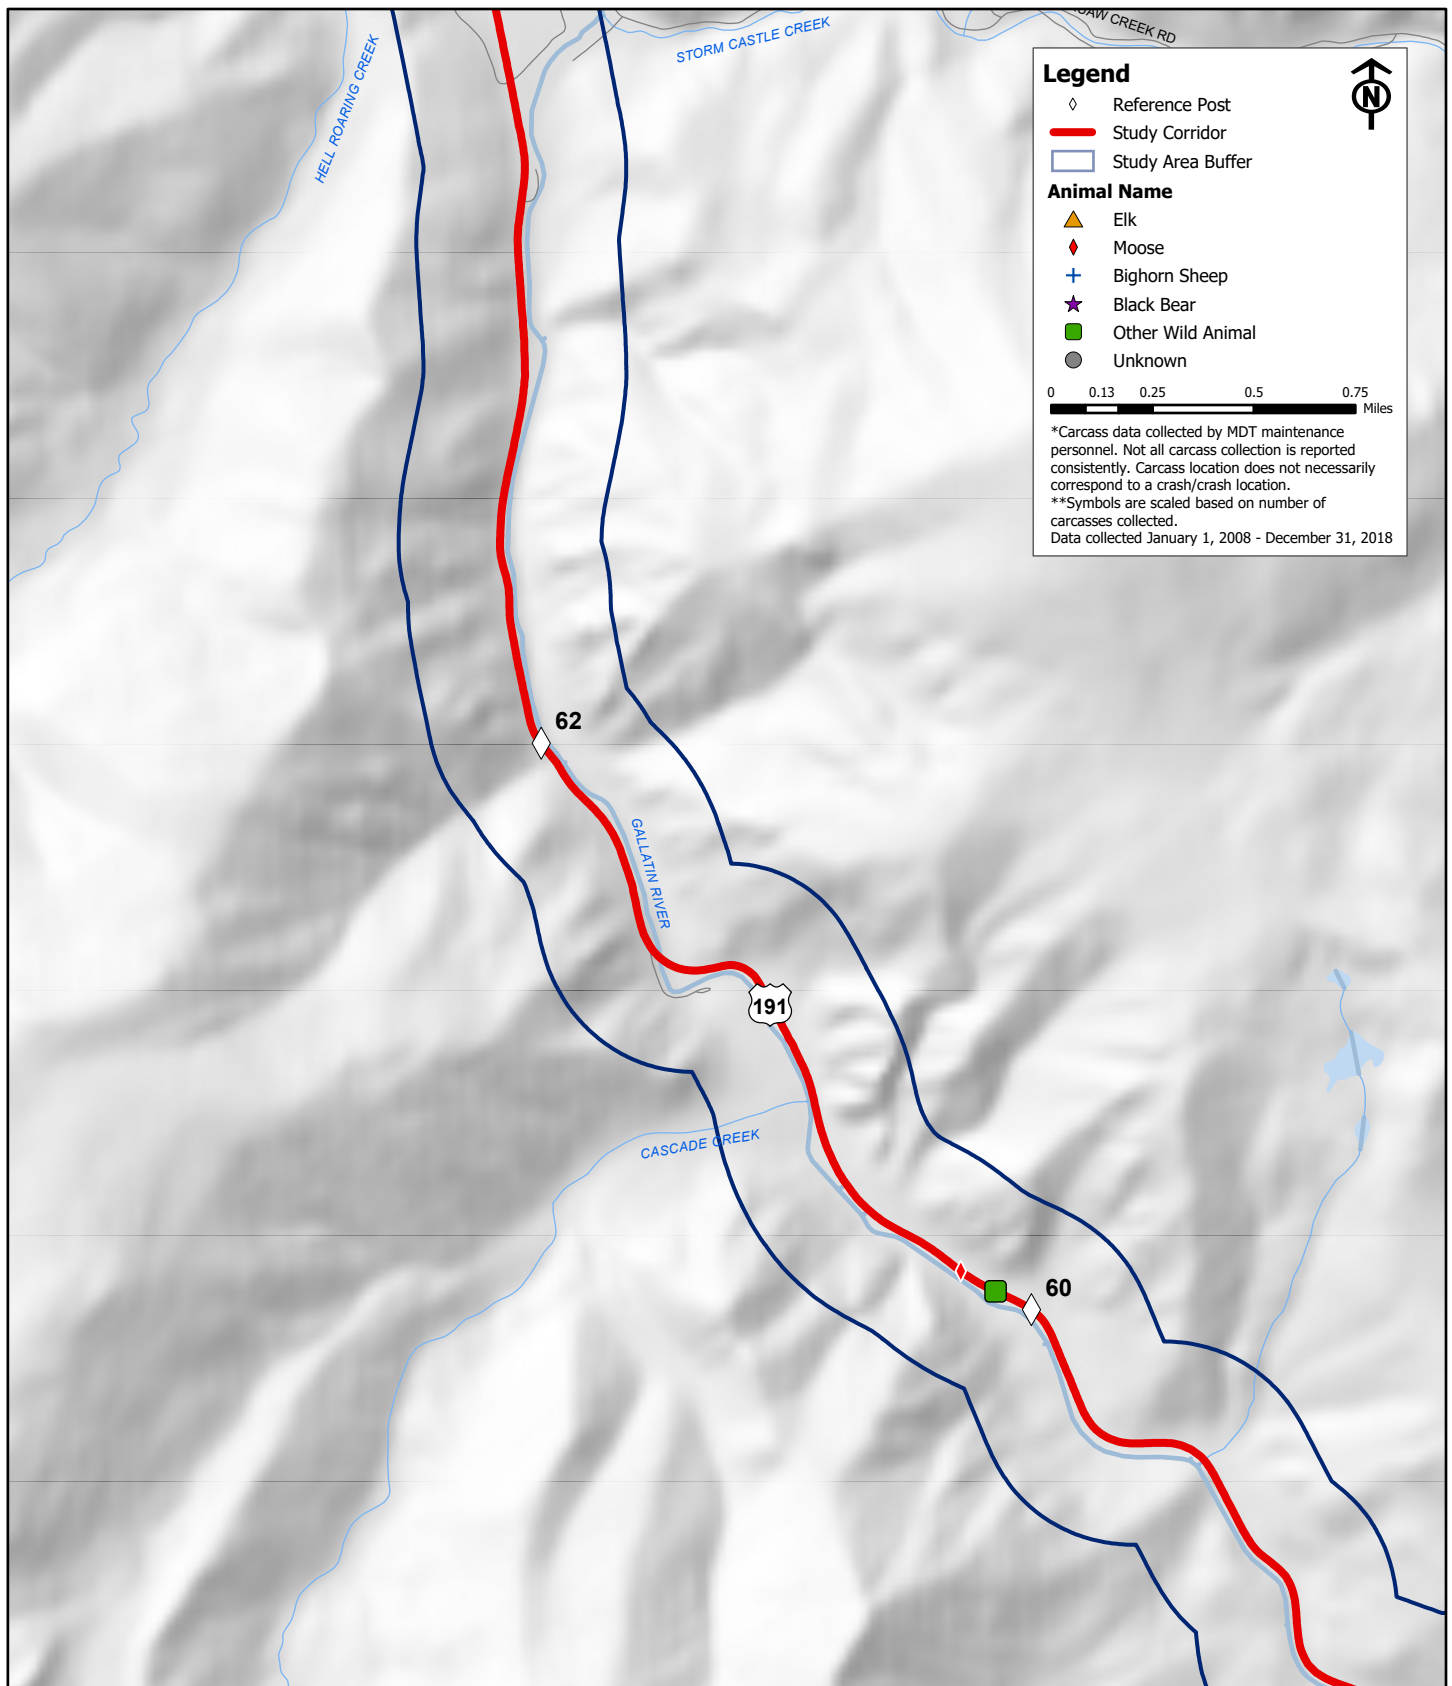 STORM CASTLE CREEK
CREEK RD
HELL ROARING CREEK
Legend
N
Reference Post
Study Corridor
Study Area Buffer
Animal Name
Elk
Moose
Bighorn Sheep
Black Bear
Other Wild Animal
Unknown
0 0.13 0.25 0.5 0.75
Miles
*Carcass data collected by MDT maintenance
personnel. Not all carcass collection is reported
consistently. Carcass location does not necessarily
correspond to a crash/crash location.
**Symbols are scaled based on number of
carcasses collected.
Data collected January 1, 2008 - December 31, 2018
62
GALLATIN RIVER
191
CASCADE CREEK
60